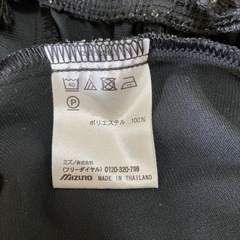 40
P
ポリエステル 100%
ミズノ株式会社
(フリーダイヤル) 0120-320-799
MIZUNO MADE IN THAILAND